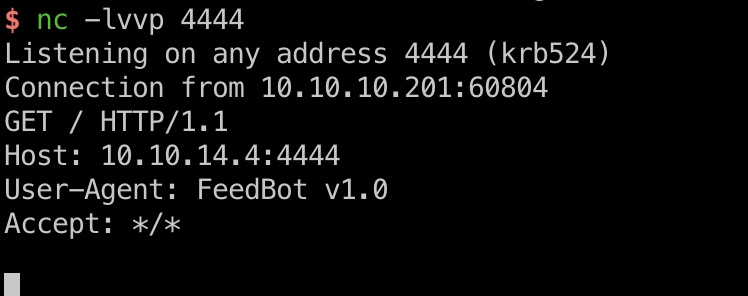 $ nc -lvvp 4444
Listening on any address 4444 (krb524)
Connection from 10.10.10.201:60804
GET / HTTP/1.1
Host: 10.10.14.4:4444
User-Agent: FeedBot v1.0
Accept: */*